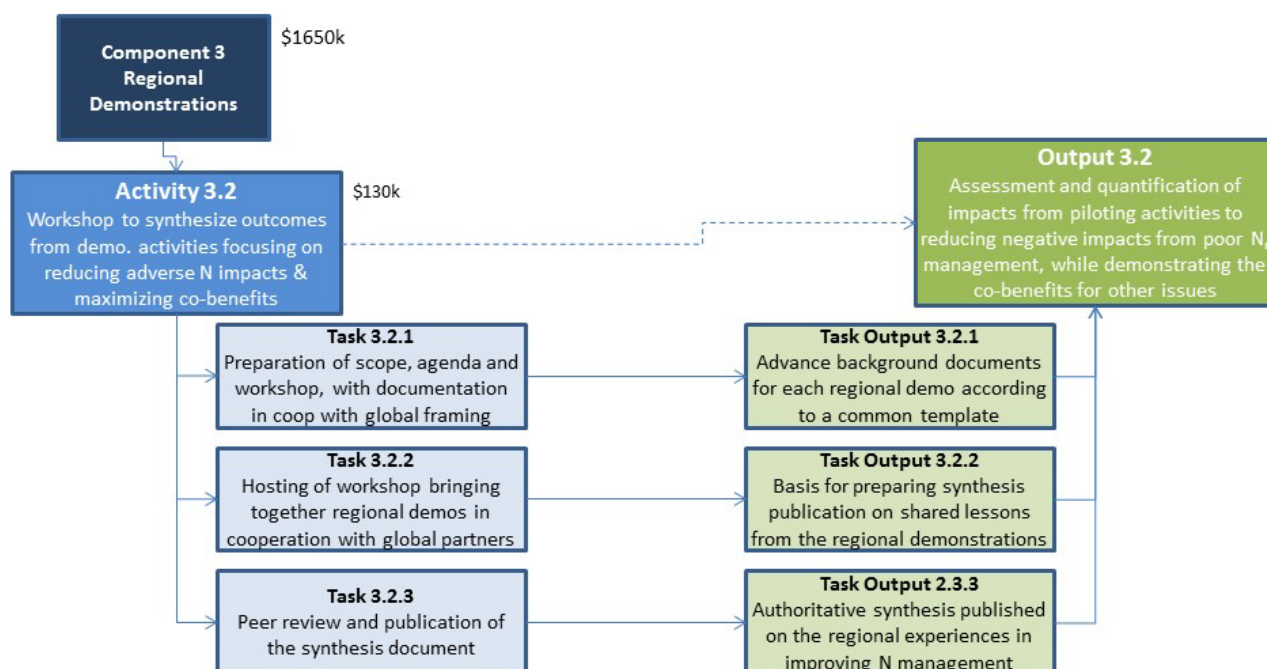 Component 3
Regional
Demonstrations
$1650k
Activity 3.2
Workshop to synthesize outcomes
from demo. activities focusing on
reducing adverse N impacts &
maximizing co-benefits
$130k
Output 3.2
Assessment and quantification of
impacts from piloting activities to
reducing negative impacts from poor Nr
management, while demonstrating the
co-benefits for other issues
Task 3.2.1
Preparation of scope, agenda and
workshop, with documentation
in coop with global framing
Task Output 3.2.1
Advance background documents
for each regional demo according
to a common template
Task 3.2.2
Hosting of workshop bringing
together regional demos in
cooperation with global partners
Task Output 3.2.2
Basis for preparing synthesis
publication on shared lessons
from the regional demonstrations
Task 3.2.3
Peer review and publication of
the synthesis document
Task Output 2.3.3
Authoritative synthesis published
on the regional experiences in
improving N management